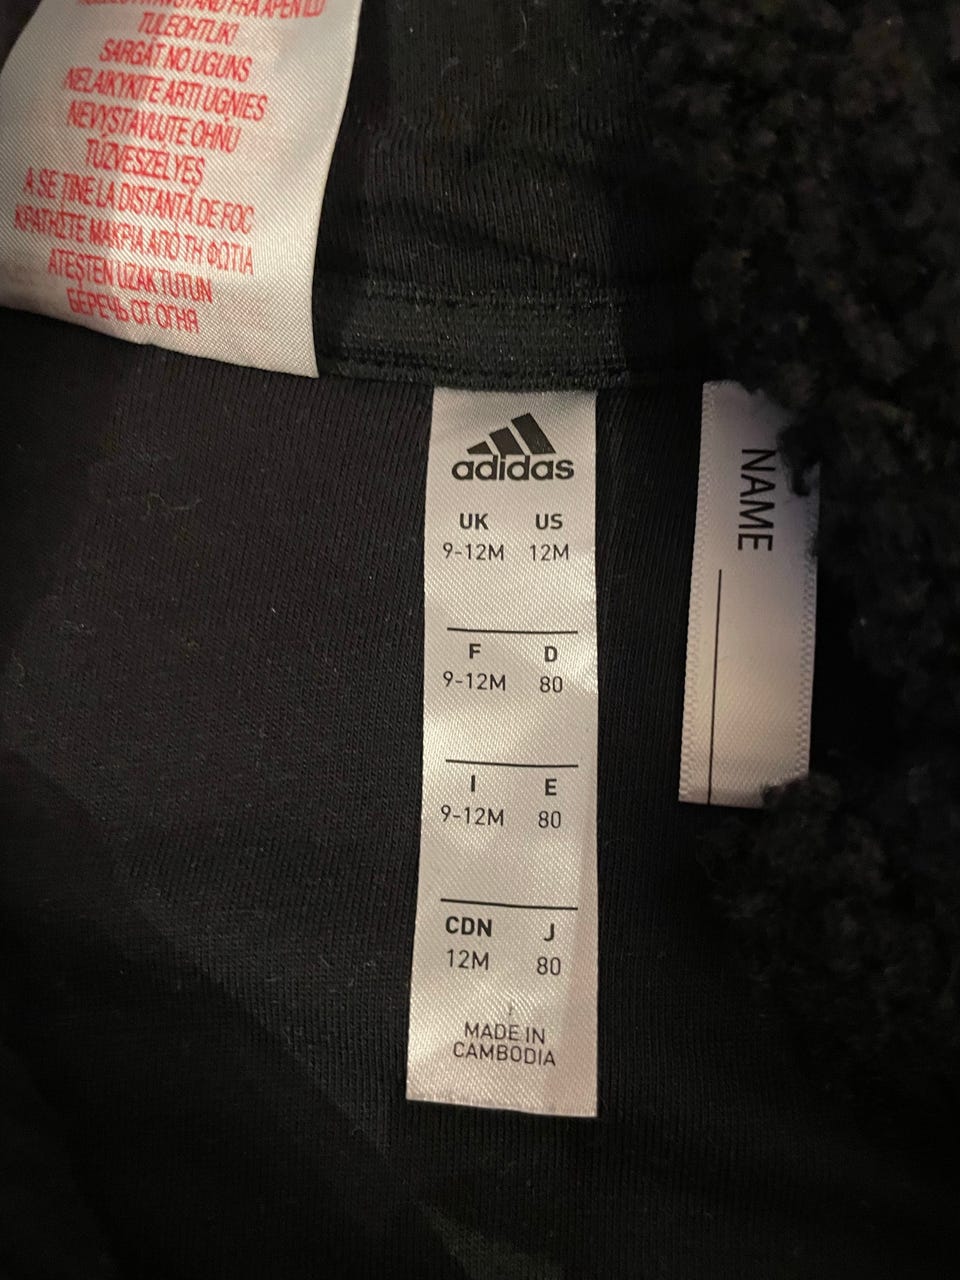 TULEOHTLIK!
SARGĀT NO UGUNS
NELAIKYKITE ARTI UGNIES
NEVYSTAVUJTE OHNU
TŰZVESZÉLYES
A SE ȚINE LA DISTANȚĂ DE FOC
ΚΡΑΤΗΣΤΕ ΜΑΚΡΙΑ ΑΠΟ ΤΗ ΦΩΤΙΑ
ATEŞTEN UZAK TUTUN
БЕРЕЧЬ ОТ ОГНЯ
adidas
UK US
9-12M 12M
F D
9-12M 80
I E
9-12M 80
CDN J
12M 80
MADE IN
CAMBODIA
NAME